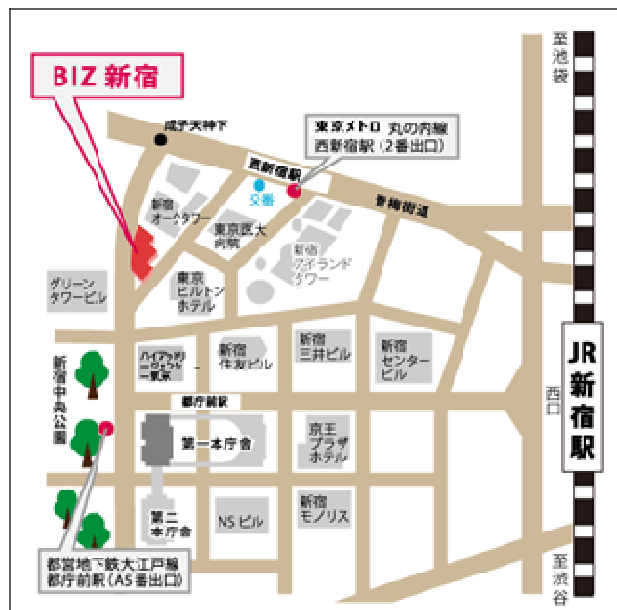 至池袋
BIZ 新宿
成子天神下
東京メトロ 丸の内線
西新宿駅 (2番出口)
西新宿駅
交番
青梅街道
新宿
オークタワー
東京医大
病院
新宿
アイランド
タワー
グリーン
タワービル
東京
ヒルトン
ホテル
新宿
住友ビル
新宿
三井ビル
新宿
センター
ビル
JR新宿駅
西口
新宿中央公園
都庁前駅
第一本庁舎
京王
プラザ
ホテル
第二
本庁舎
NSビル
新宿
モノリス
都営地下鉄大江戸線
都庁前駅(A5番出口)
至渋谷